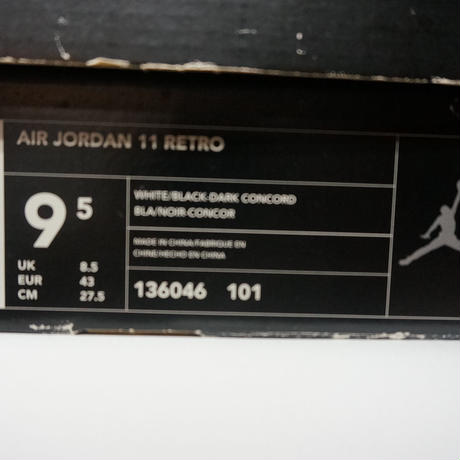 AIR JORDAN 11 RETRO
9 5
UK 8.5
EUR 43
CM 27.5
WHITE/BLACK-DARK CONCORD
BLA/NOIR-CONCOR
MADE IN CHINA/FABRIQUE EN
CHINE/HECHO EN CHINA
136046 101